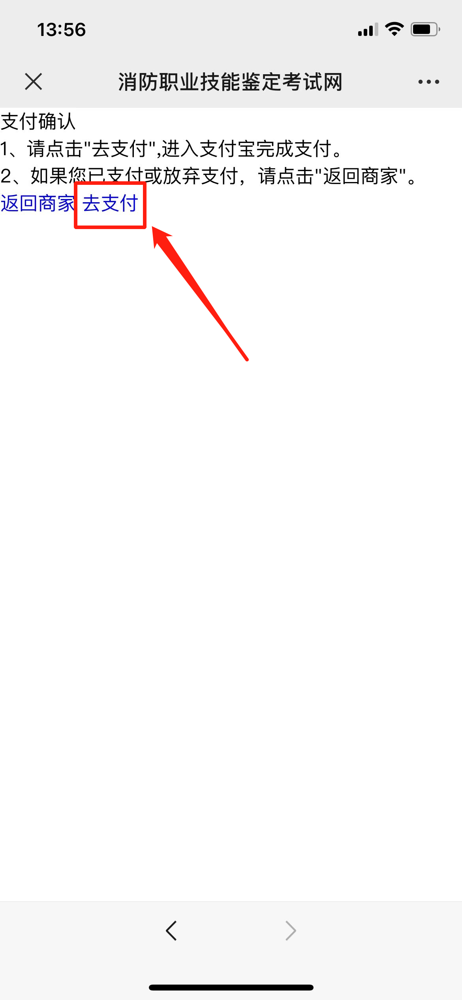 13:56
消防职业技能鉴定考试网
支付确认
1、请点击"去支付",进入支付宝完成支付。
2、如果您已支付或放弃支付，请点击"返回商家"。
返回商家 去支付